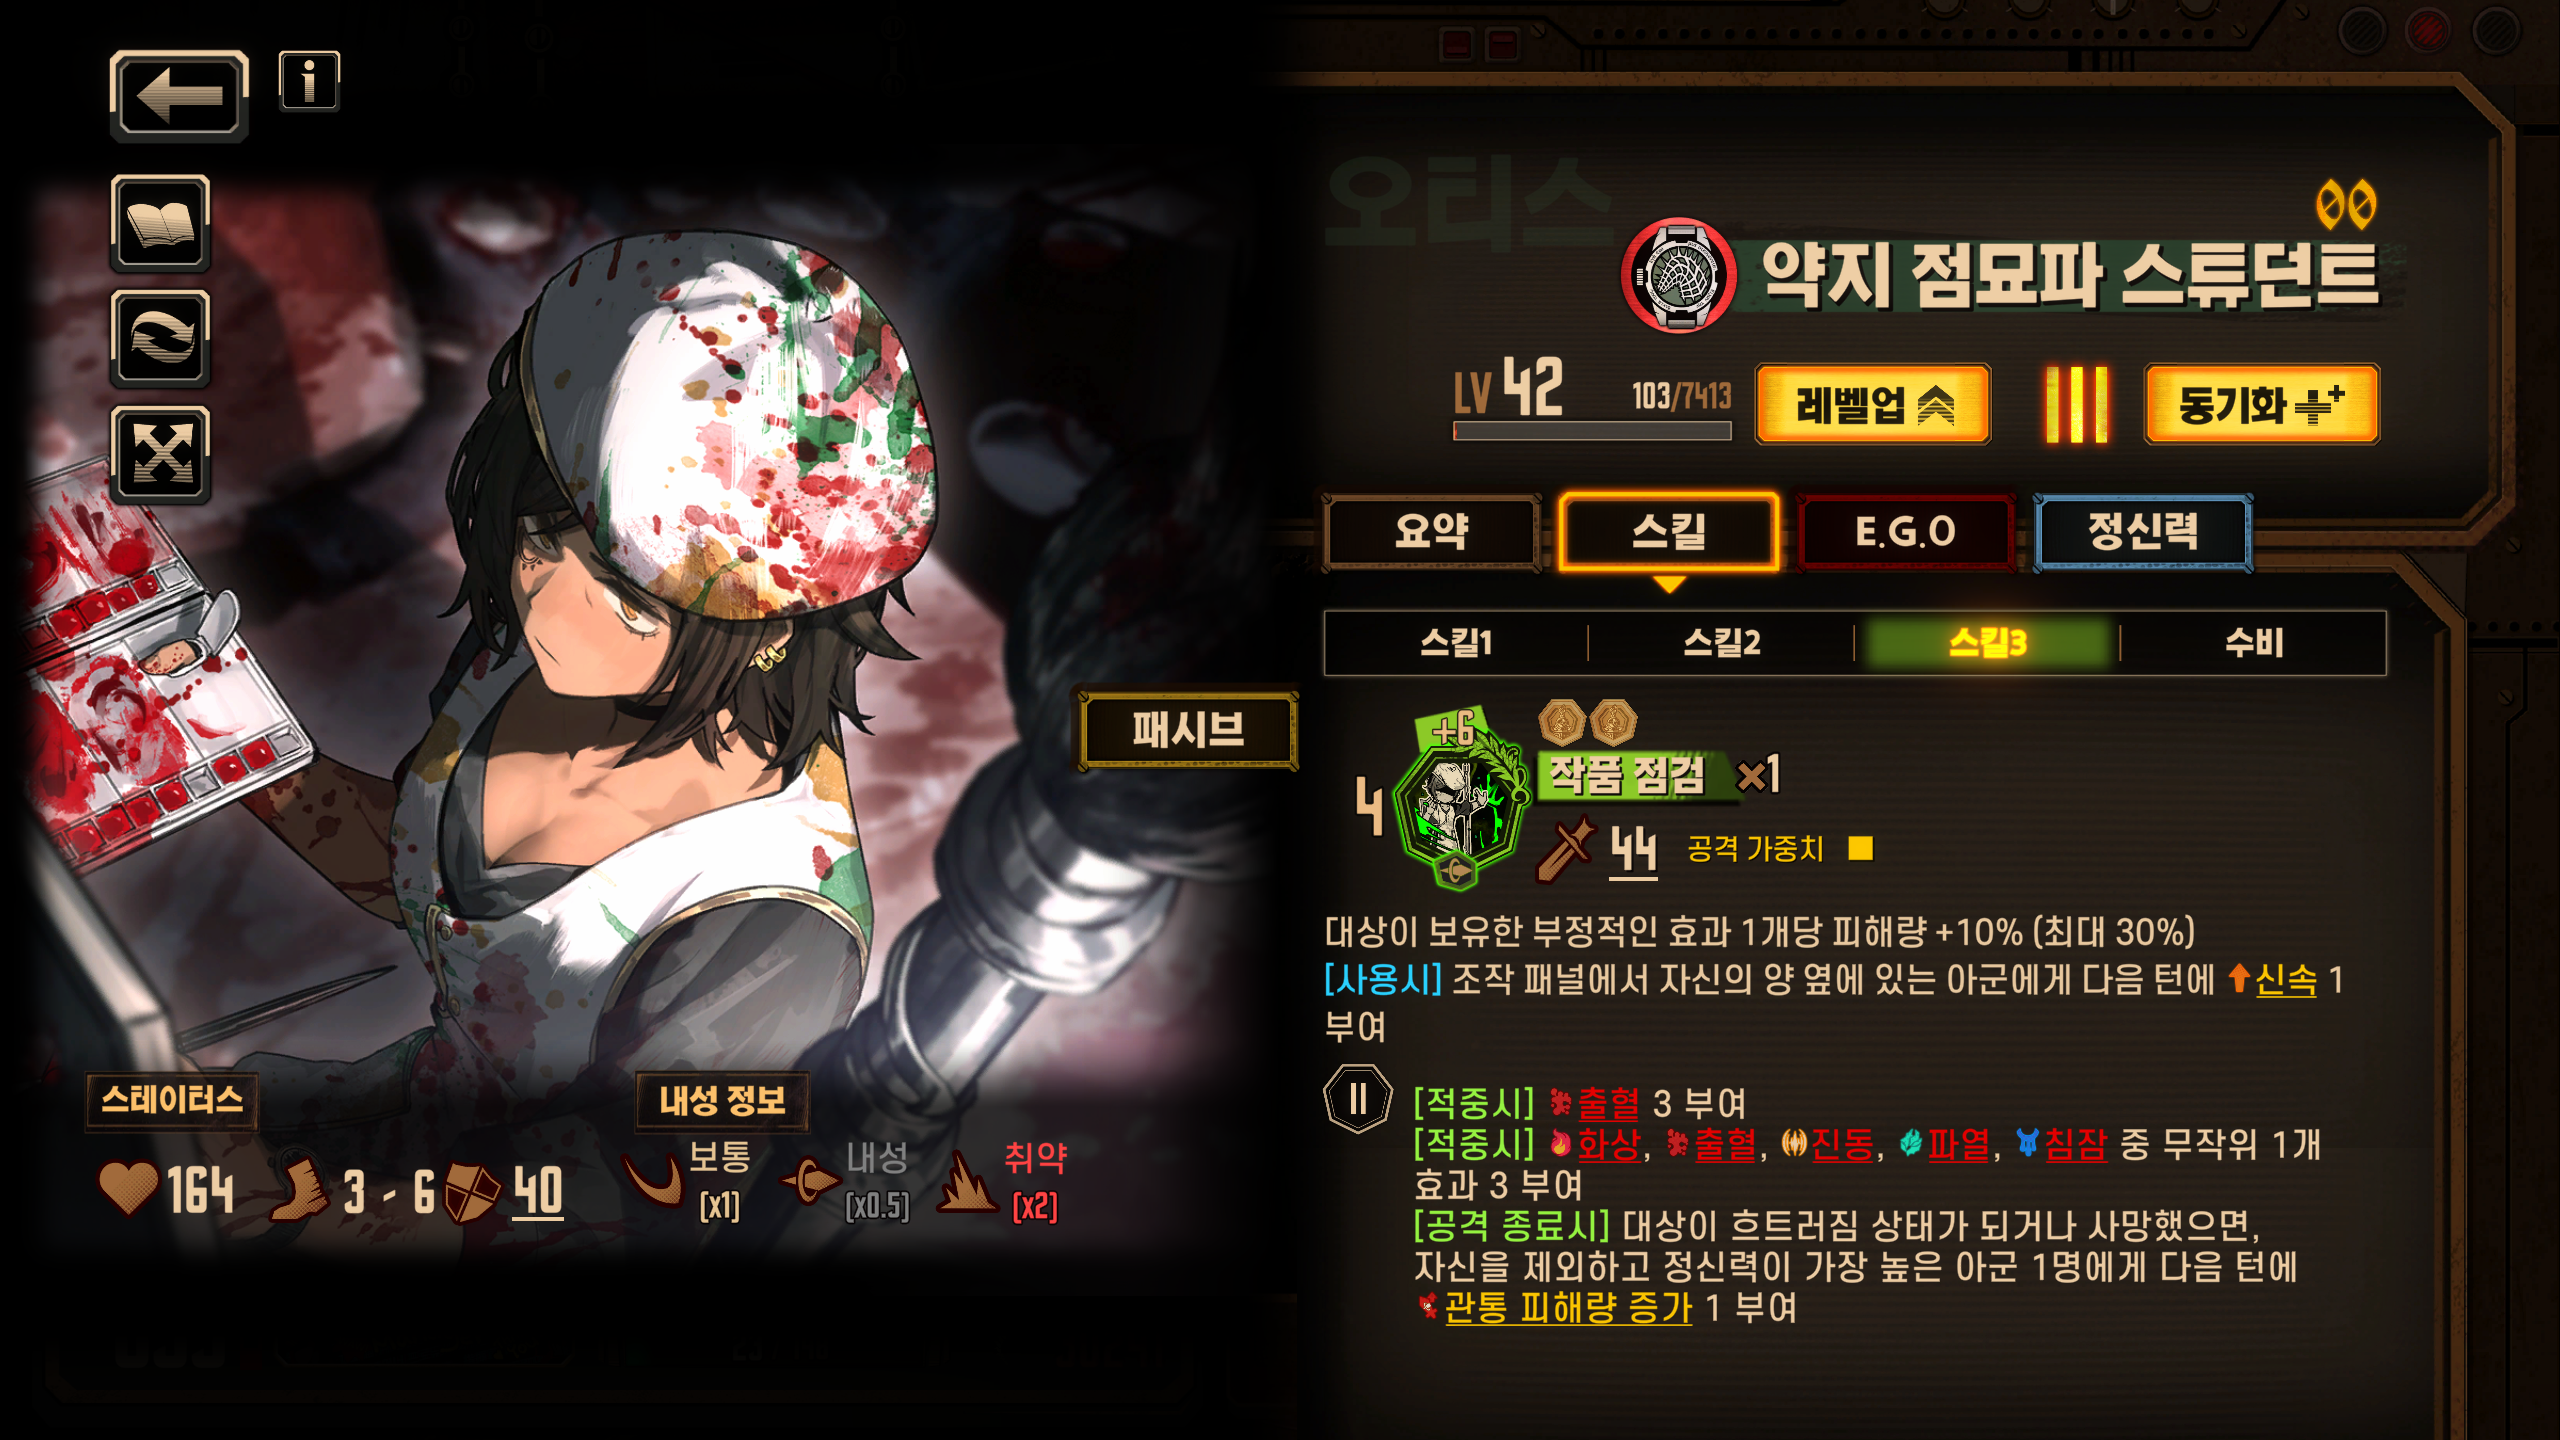 오티스
약지 점묘파 스튜던트
LV 42 103/7413 레벨업 동기화
요약 스킬 E.G.O 정신력
스킬1 스킬2 스킬3 수비
패시브
4 +6
작품 점검 ×1
44 공격 가중치
대상이 보유한 부정적인 효과 1개당 피해량 +10% (최대 30%)
[사용시] 조작 패널에서 자신의 양 옆에 있는 아군에게 다음 턴에 신속 1
부여
II
[적중시] 출혈 3 부여
[적중시] 화상, 출혈, 진동, 파열, 침잠 중 무작위 1개
효과 3 부여
[공격 종료시] 대상이 흐트러짐 상태가 되거나 사망했으면,
자신을 제외하고 정신력이 가장 높은 아군 1명에게 다음 턴에
관통 피해량 증가 1 부여
스테이터스
164 3 - 6 40
내성 정보
보통 내성 취약
[x1] [x0.5] [x2]